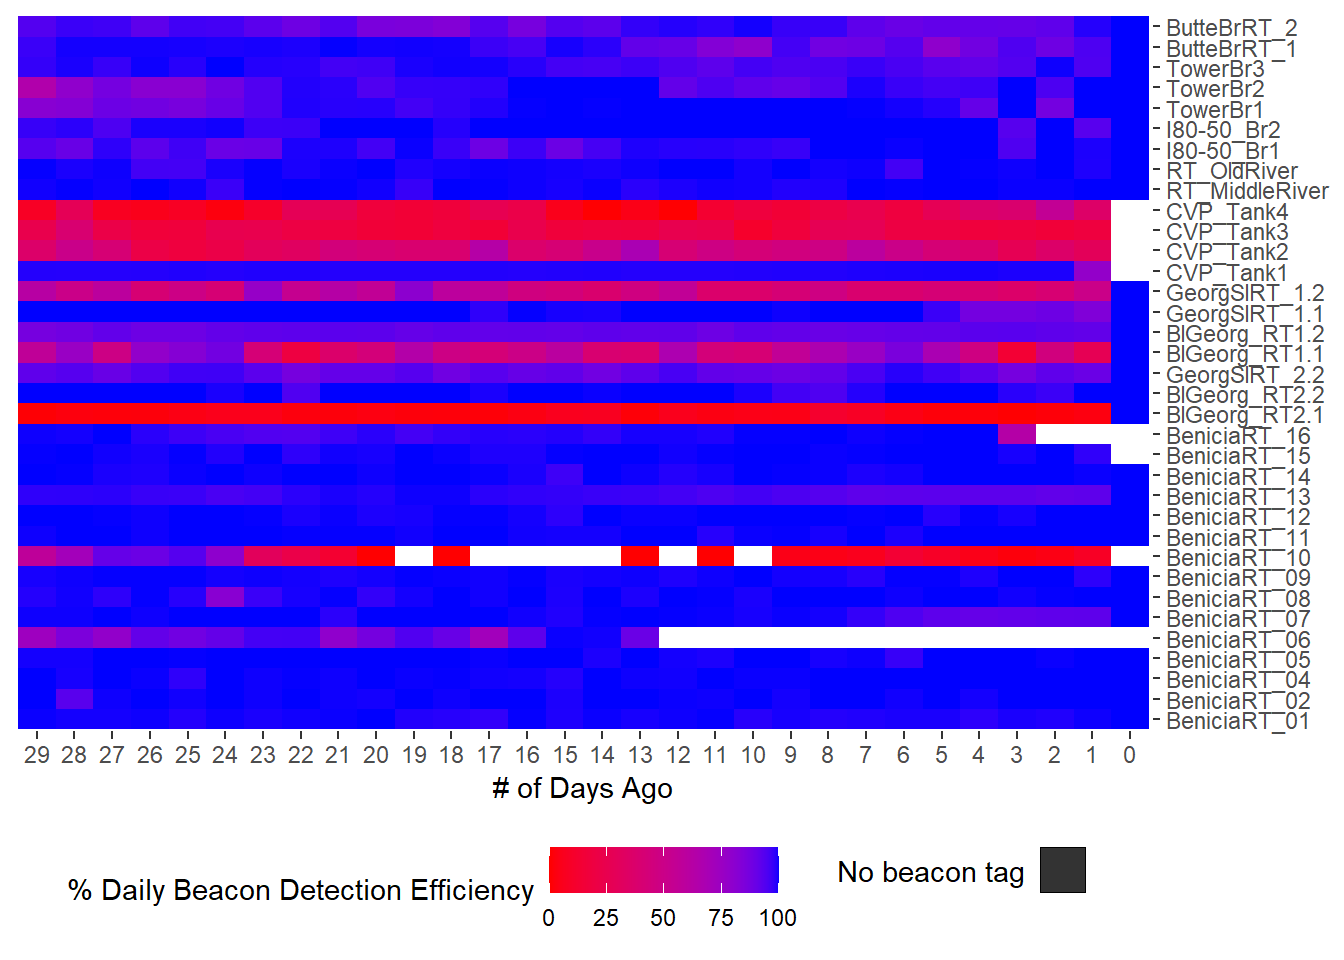 ButteBrRT_2
ButteBrRT_1
TowerBr3
TowerBr2
TowerBr1
I80-50_Br2
I80-50_Br1
RT_OldRiver
RT_MiddleRiver
CVP_Tank4
CVP_Tank3
CVP_Tank2
CVP_Tank1
GeorgSlRT_1.2
GeorgSlRT_1.1
BlGeorg_RT1.2
BlGeorg_RT1.1
GeorgSlRT_2.2
BlGeorg_RT2.2
BlGeorg_RT2.1
BeniciaRT_16
BeniciaRT_15
BeniciaRT_14
BeniciaRT_13
BeniciaRT_12
BeniciaRT_11
BeniciaRT_10
BeniciaRT_09
BeniciaRT_08
BeniciaRT_07
BeniciaRT_06
BeniciaRT_05
BeniciaRT_04
BeniciaRT_02
BeniciaRT_01
29 28 27 26 25 24 23 22 21 20 19 18 17 16 15 14 13 12 11 10 9 8 7 6 5 4 3 2 1 0
# of Days Ago
% Daily Beacon Detection Efficiency
0 25 50 75 100
No beacon tag